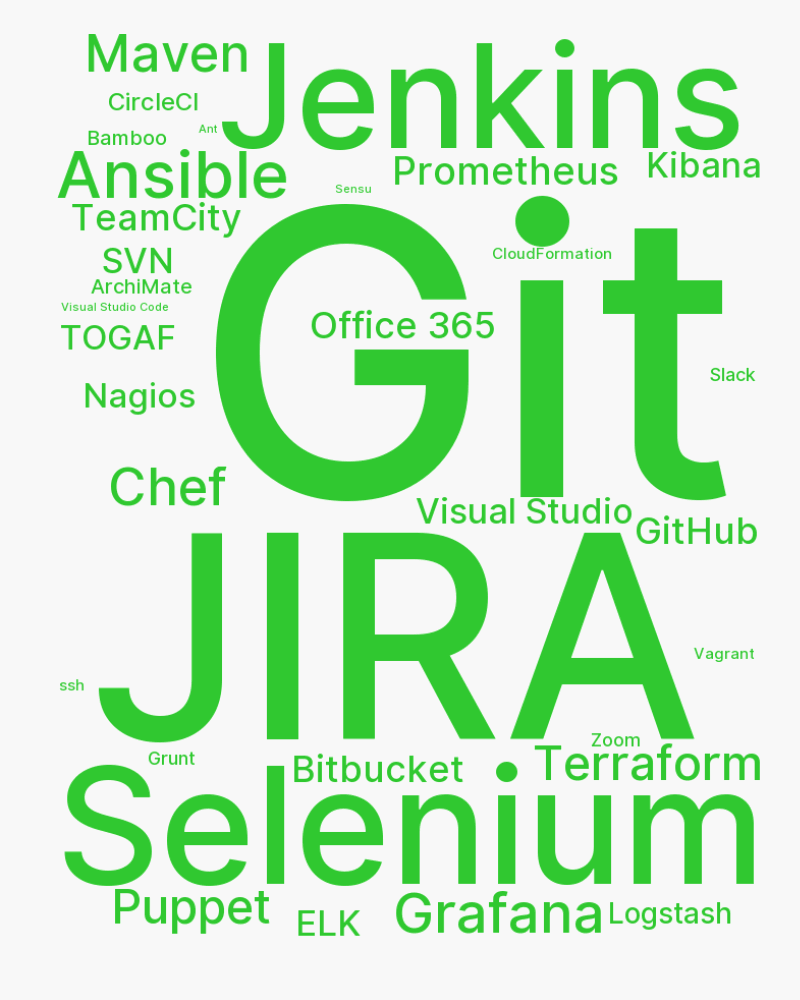 Maven
Jenkins
CircleCI
Ant
Bamboo
Ansible
Prometheus
Kibana
Sensu
TeamCity
Git
SVN
CloudFormation
ArchiMate
Visual Studio Code
Office 365
TOGAF
Slack
Nagios
Chef
Visual Studio
GitHub
JIRA
Vagrant
ssh
Zoom
Grunt
Bitbucket
Terraform
Selenium
Puppet
ELK
Grafana
Logstash